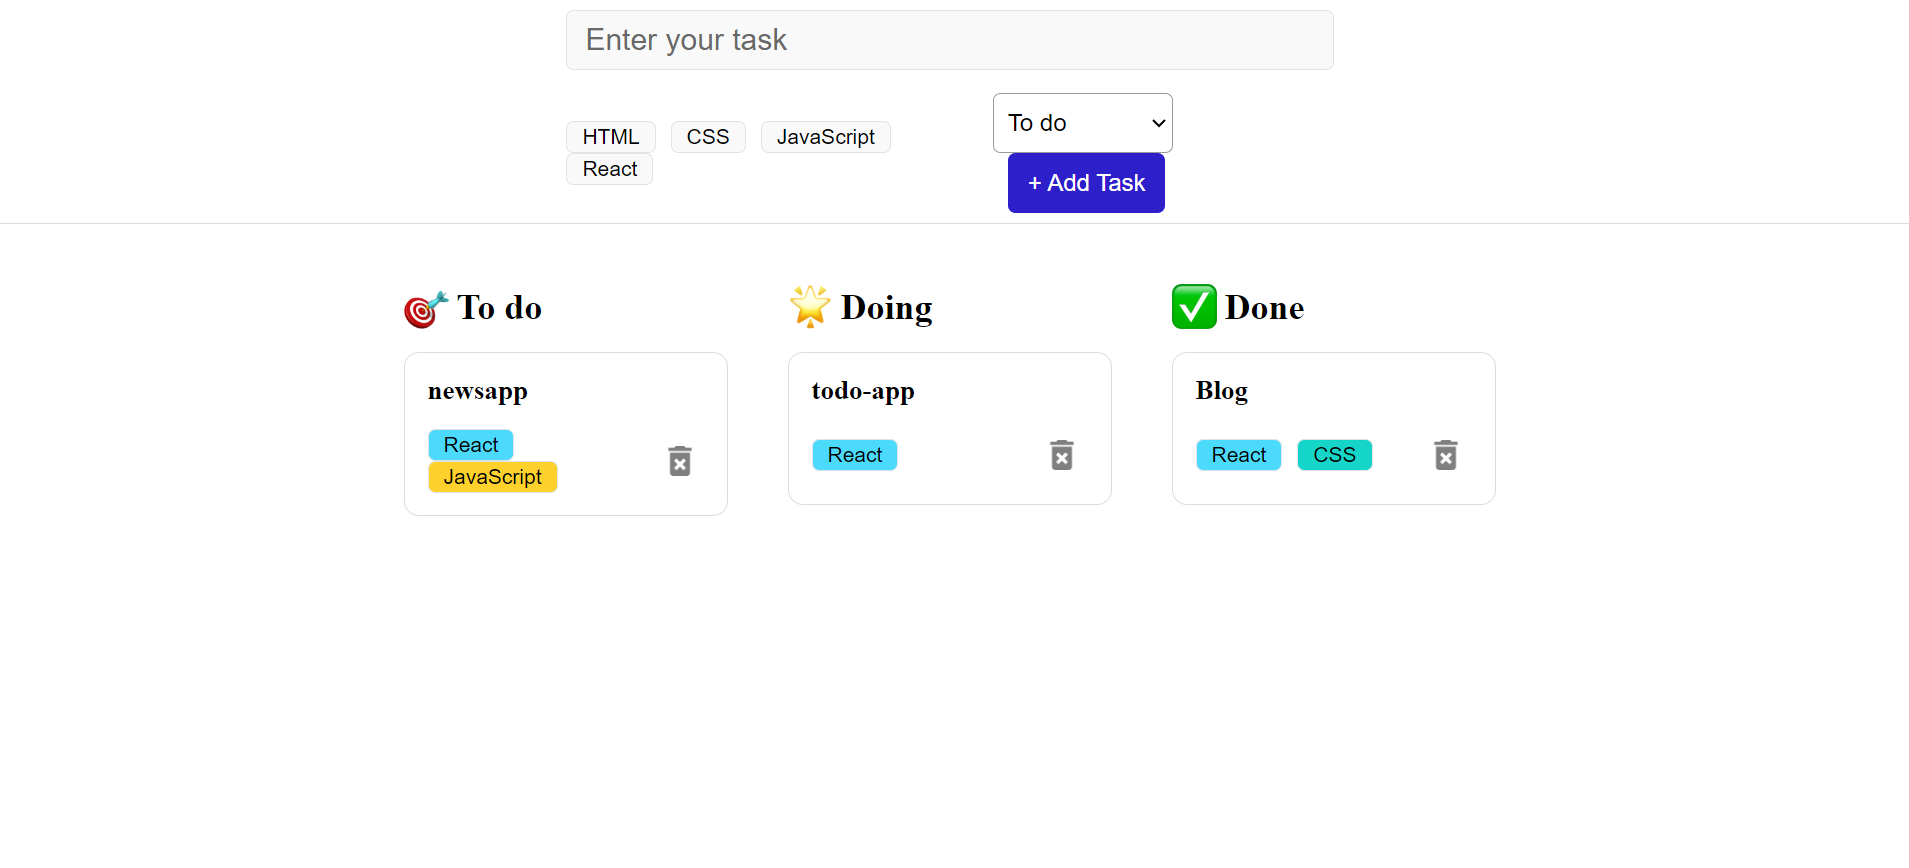 Enter your task
To do
HTML CSS JavaScript
React
+ Add Task
To do
Doing
Done
newsapp
React
JavaScript
todo-app
React
Blog
React CSS